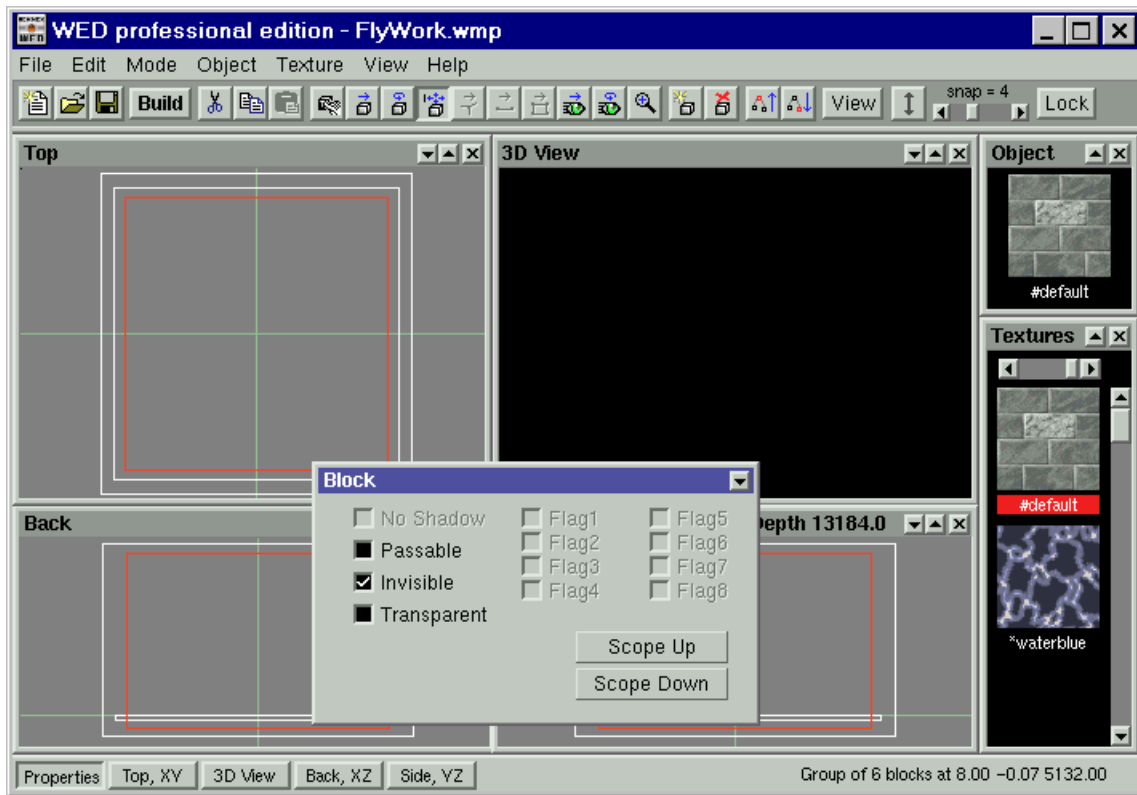 WED professional edition - FlyWork.wmp
File Edit Mode Object Texture View Help
Build View snap = 4 Lock
Top
3D View
Object
#default
Textures
#default
*waterblue
Back
Depth 13184.0
Block
No Shadow Flag1 Flag5
Passable Flag2 Flag6
Invisible Flag3 Flag7
Transparent Flag4 Flag8
Scope Up
Scope Down
Properties Top, XY 3D View Back, XZ Side, YZ Group of 6 blocks at 8.00 -0.07 5132.00